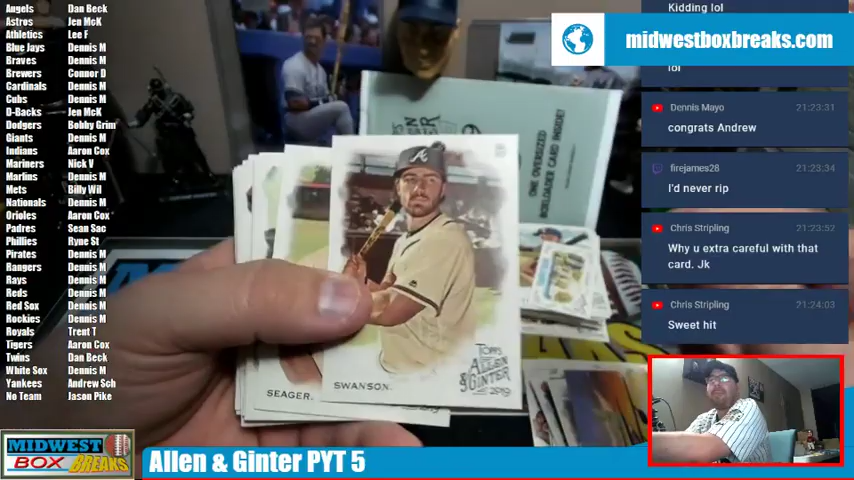 Angels Dan Beck
Astros Jen McK
Athletics Lee F
Blue Jays Dennis M
Braves Dennis M
Brewers Connor D
Cardinals Dennis M
Cubs Dennis M
D-Backs Jen McK
Dodgers Bobby Grim
Giants Dennis M
Indians Aaron Cox
Mariners Nick V
Marlins Dennis M
Mets Billy Wil
Nationals Dennis M
Orioles Aaron Cox
Padres Sean Sac
Phillies Ryne St
Pirates Dennis M
Rangers Dennis M
Rays Dennis M
Reds Dennis M
Red Sox Dennis M
Rockies Dennis M
Royals Trent T
Tigers Aaron Cox
Twins Dan Beck
White Sox Dennis M
Yankees Andrew Sch
No Team Jason Pike
MIDWEST
BOX BREAKS
Allen & Ginter PYT 5
ONE OVERSIZED
BOXLOADER CARD INSIDE!
A
SEAGER.
SWANSON.
TOPPS
ALLEN
& GINTER
2019
Kidding lol
midwestboxbreaks.com
lol
Dennis Mayo 21:23:31
congrats Andrew
firejames28 21:23:34
I'd never rip
Chris Stripling 21:23:52
Why u extra careful with that
card. Jk
Chris Stripling 21:24:03
Sweet hit